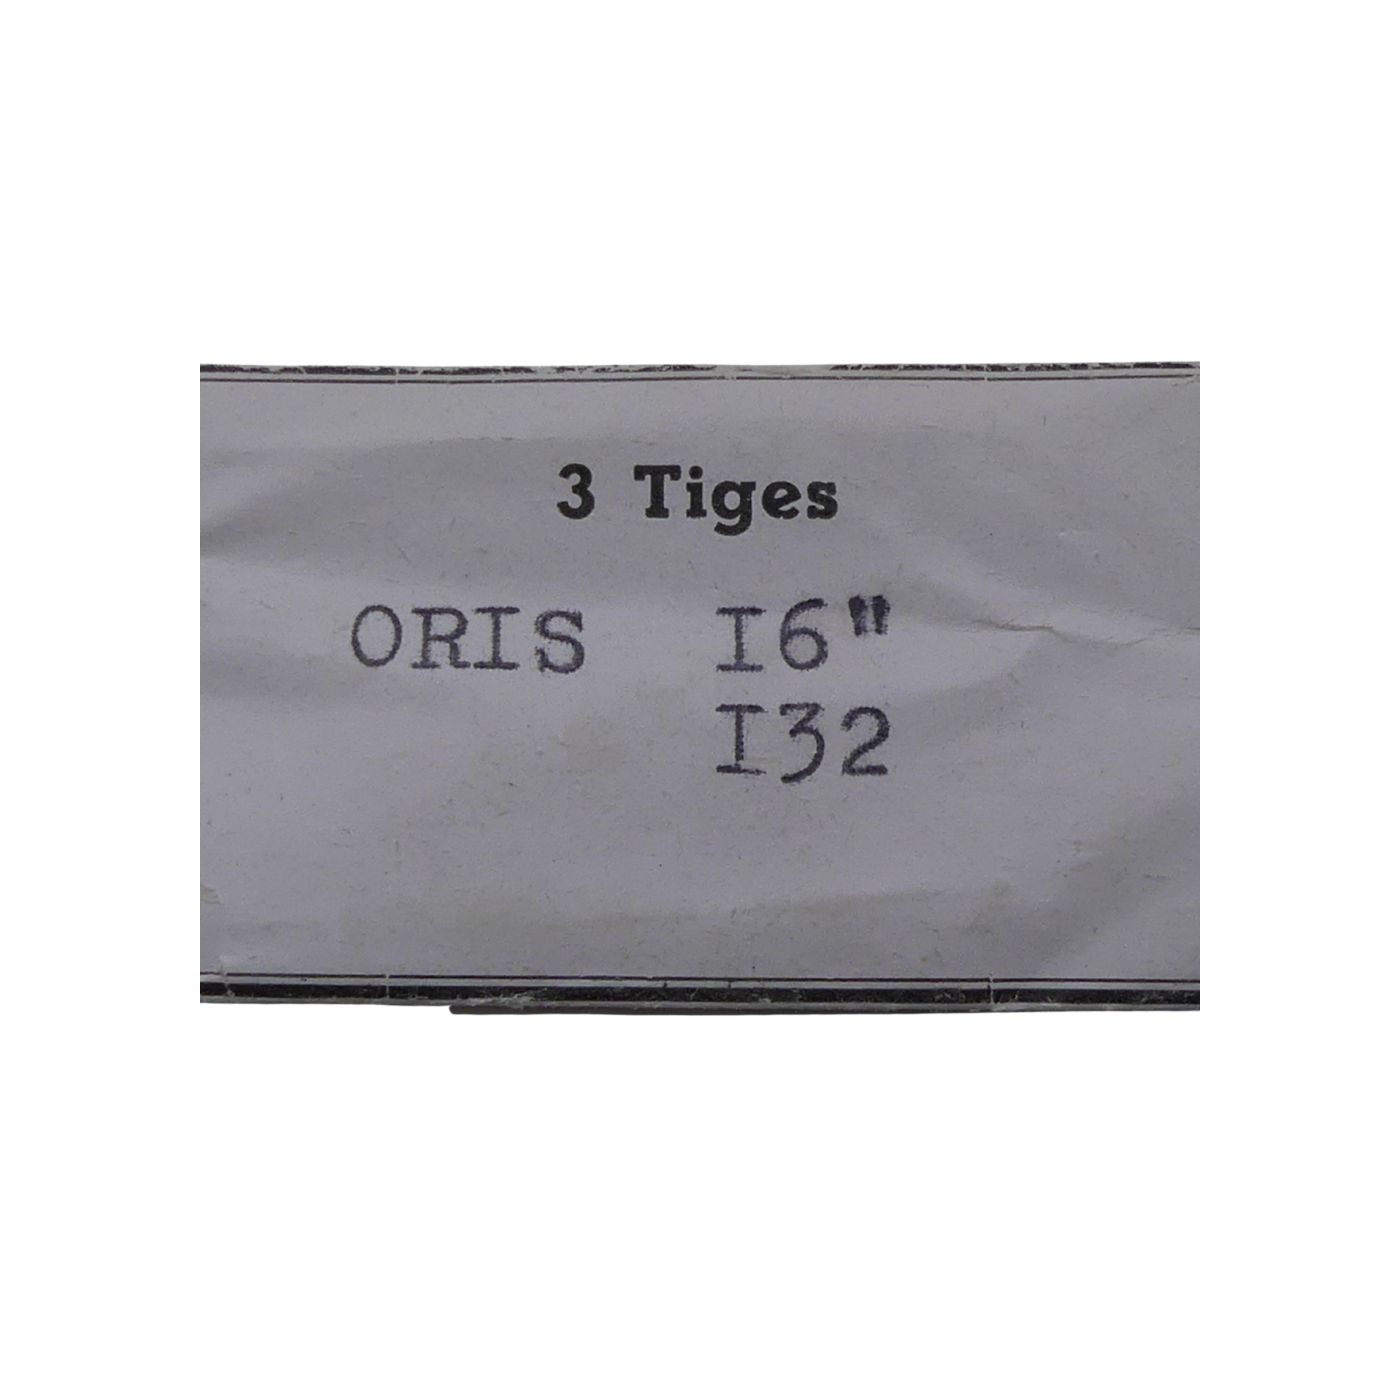 3 Tiges
ORIS I6"
I32